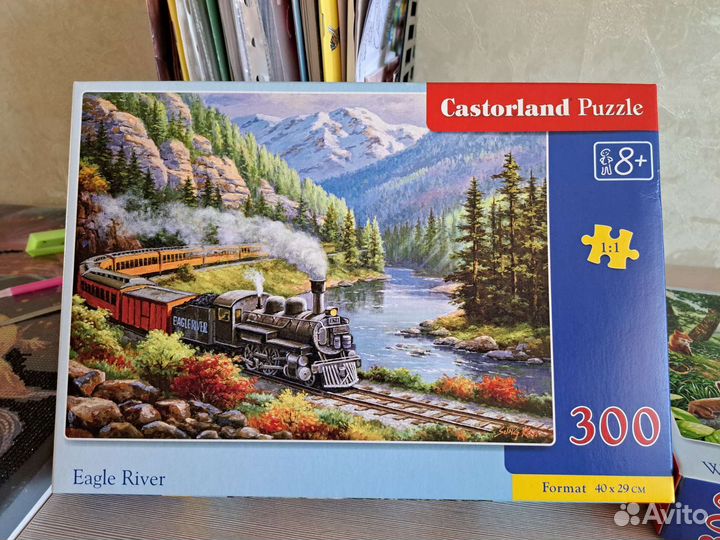 Castorland Puzzle
8+
1:1
EAGLE RIVER
300
Eagle River
Format 40 x 29 CM
W
Avito